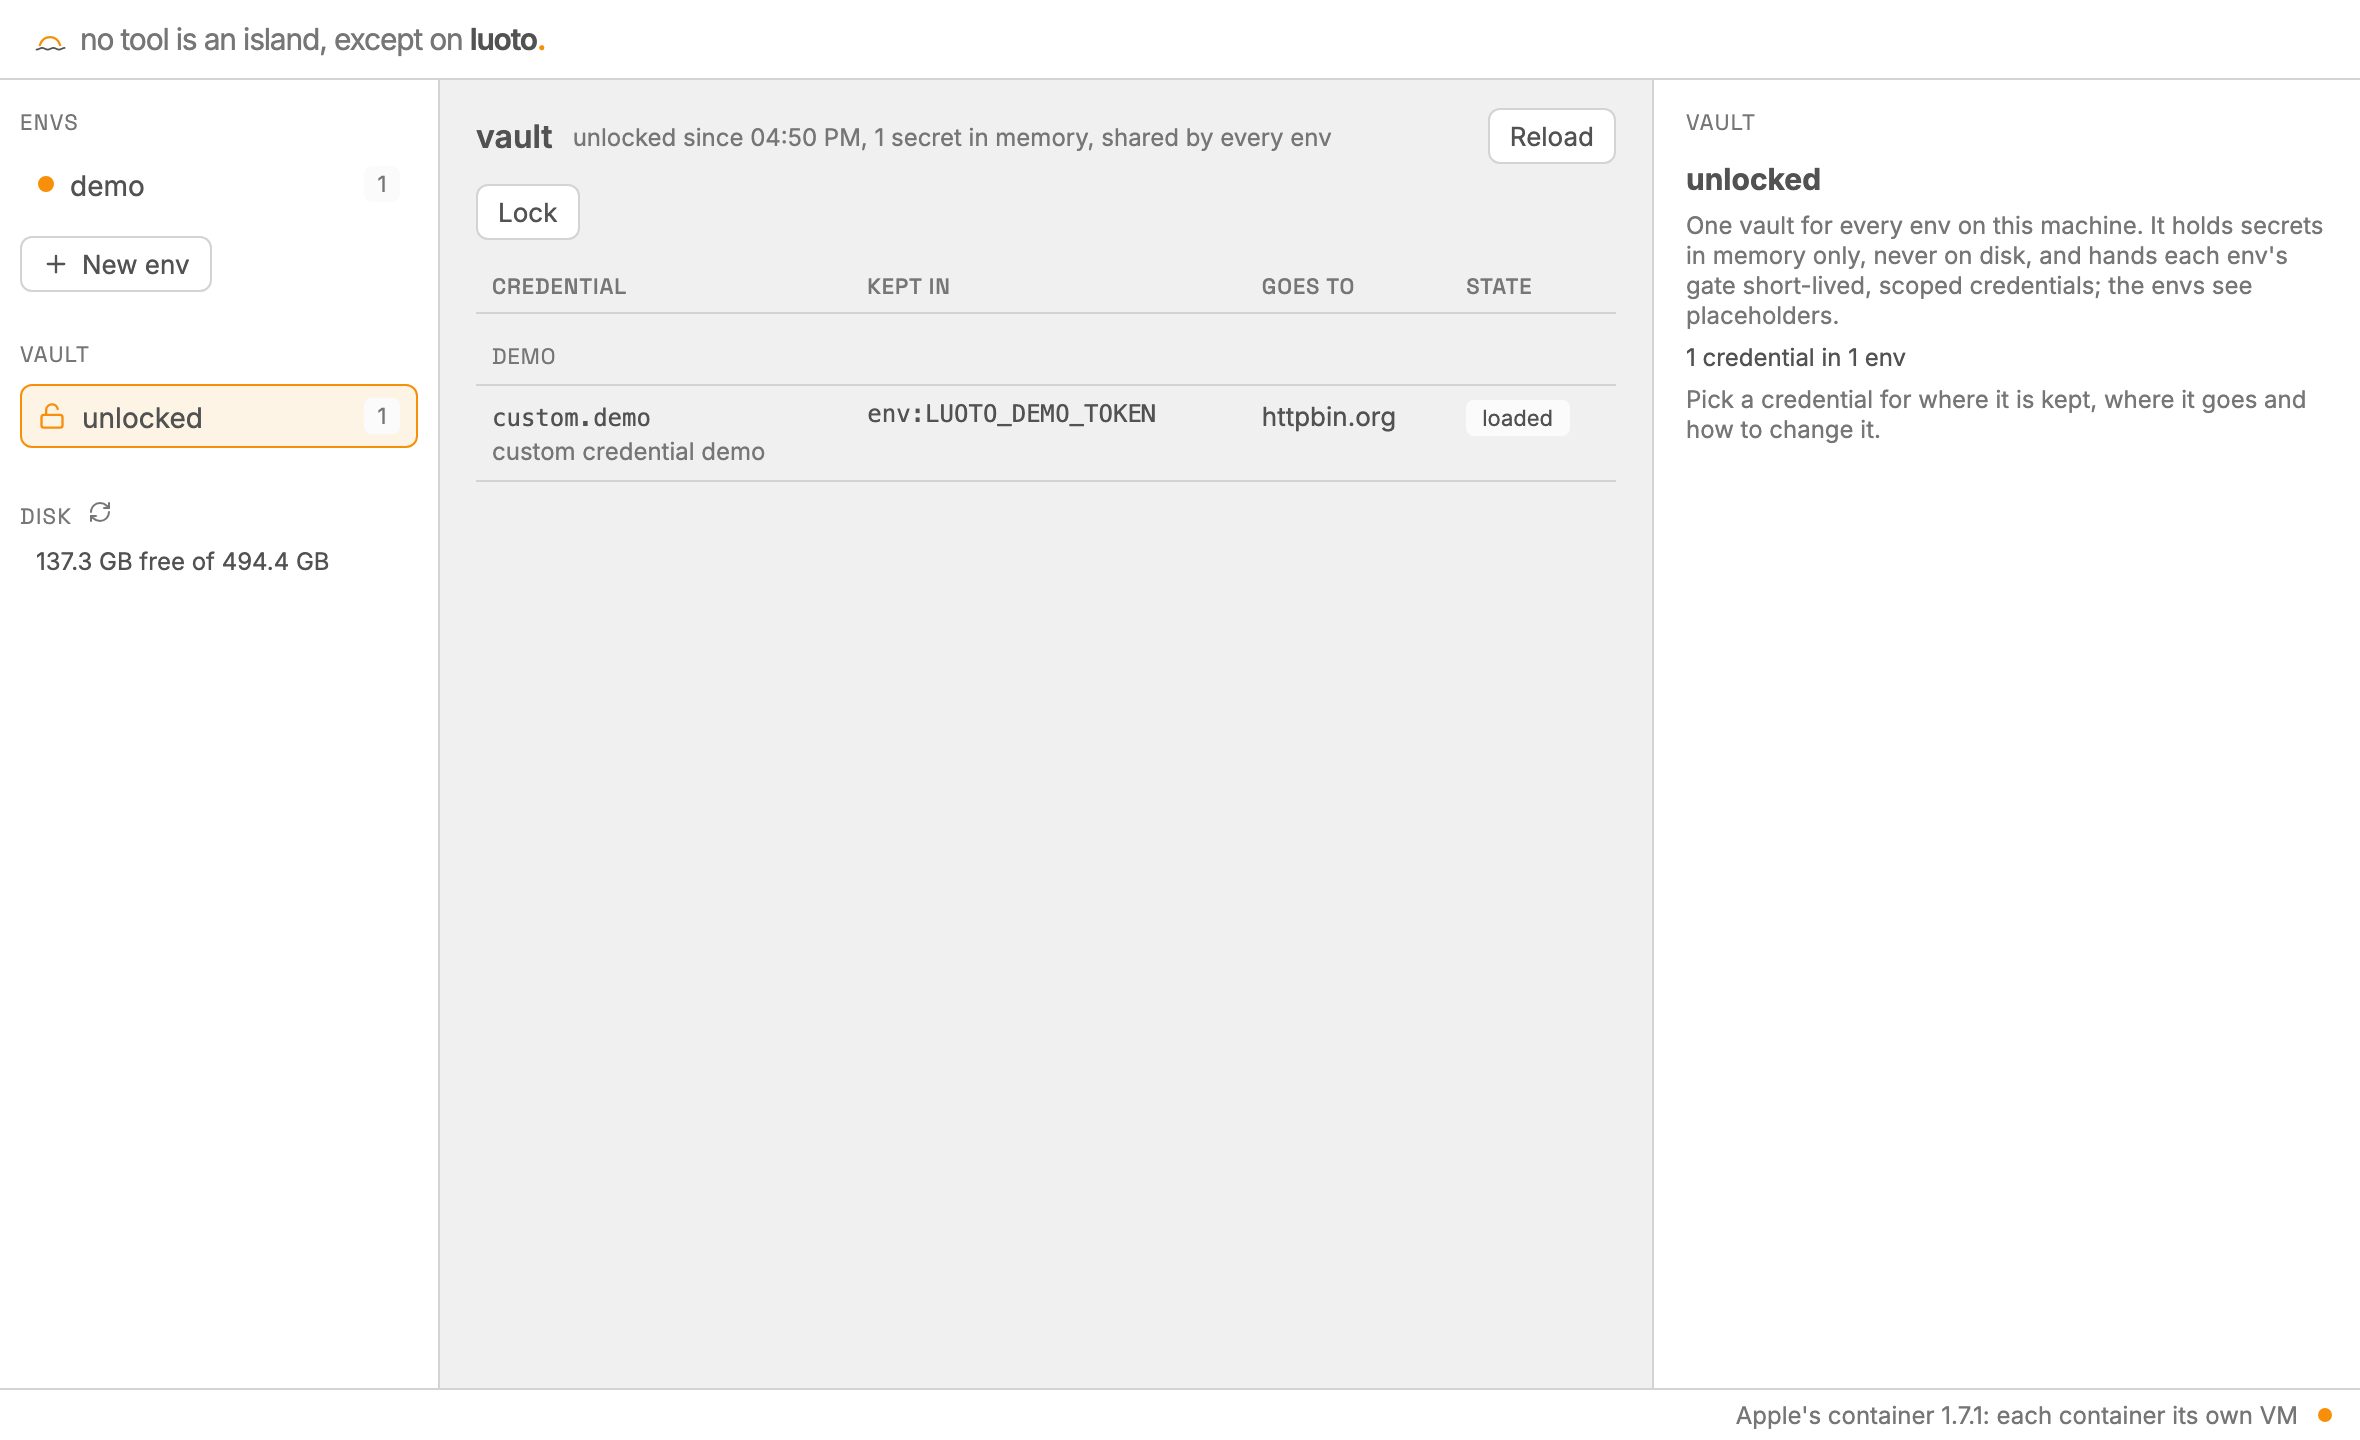 no tool is an island, except on luoto.
ENVS
demo 1
+ New env
VAULT
unlocked 1
DISK
137.3 GB free of 494.4 GB
vault unlocked since 04:50 PM, 1 secret in memory, shared by every env
Reload
Lock
CREDENTIAL KEPT IN GOES TO STATE
DEMO
custom.demo env:LUOTO_DEMO_TOKEN httpbin.org loaded
custom credential demo
VAULT
unlocked
One vault for every env on this machine. It holds secrets
in memory only, never on disk, and hands each env's
gate short-lived, scoped credentials; the envs see
placeholders.
1 credential in 1 env
Pick a credential for where it is kept, where it goes and
how to change it.
Apple's container 1.7.1: each container its own VM